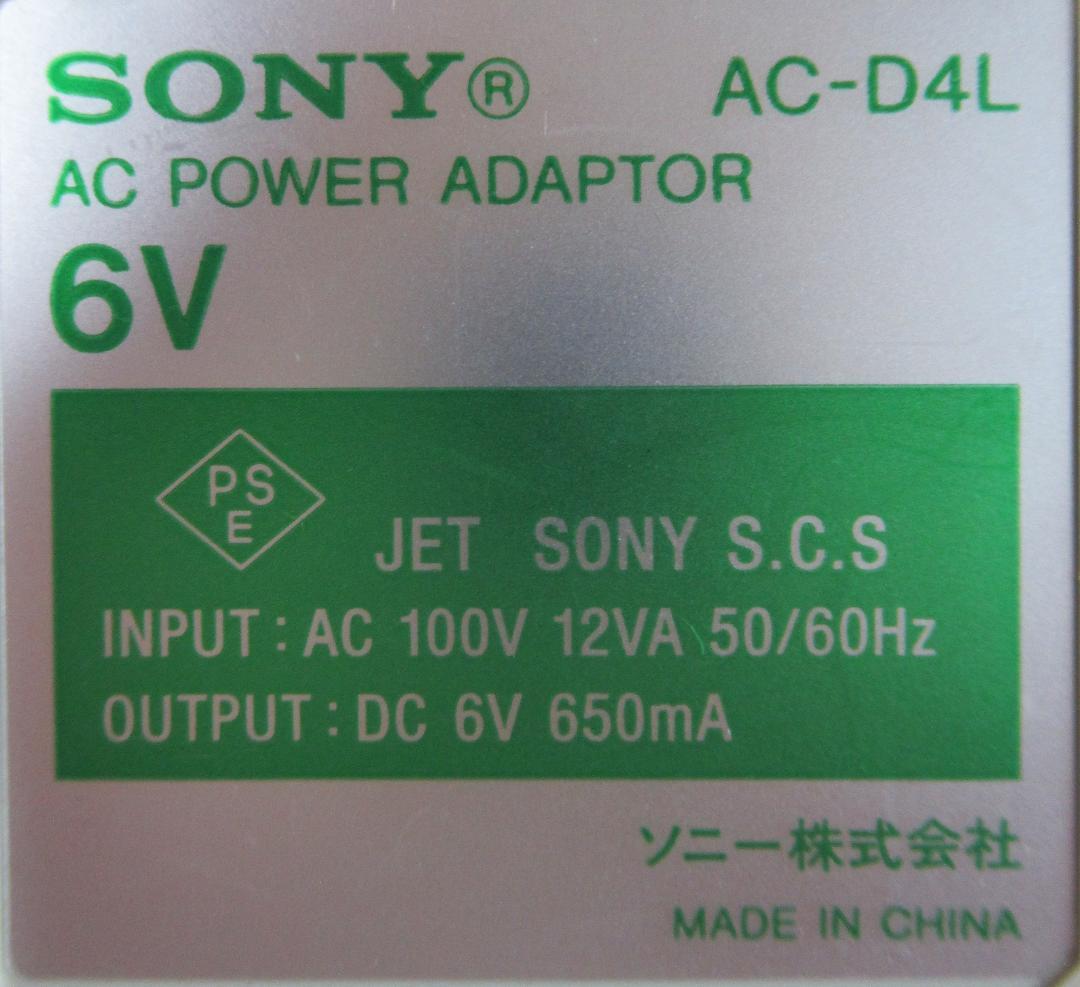 SONY® AC-D4L
AC POWER ADAPTOR
6V
PS
E
JET SONY S.C.S
INPUT : AC 100V 12VA 50/60Hz
OUTPUT : DC 6V 650mA
ソニー株式会社
MADE IN CHINA